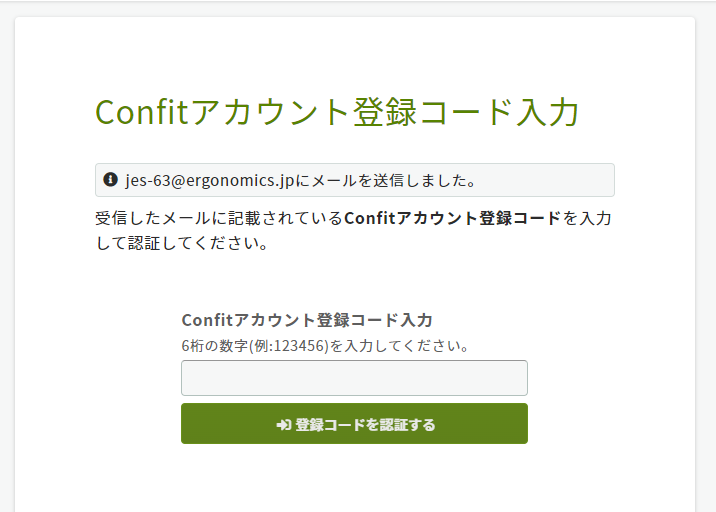 Confitアカウント登録コード入力
jes-63@ergonomics.jpにメールを送信しました。
受信したメールに記載されているConfitアカウント登録コードを入力
して認証してください。
Confitアカウント登録コード入力
6桁の数字(例:123456)を入力してください。
登録コードを認証する